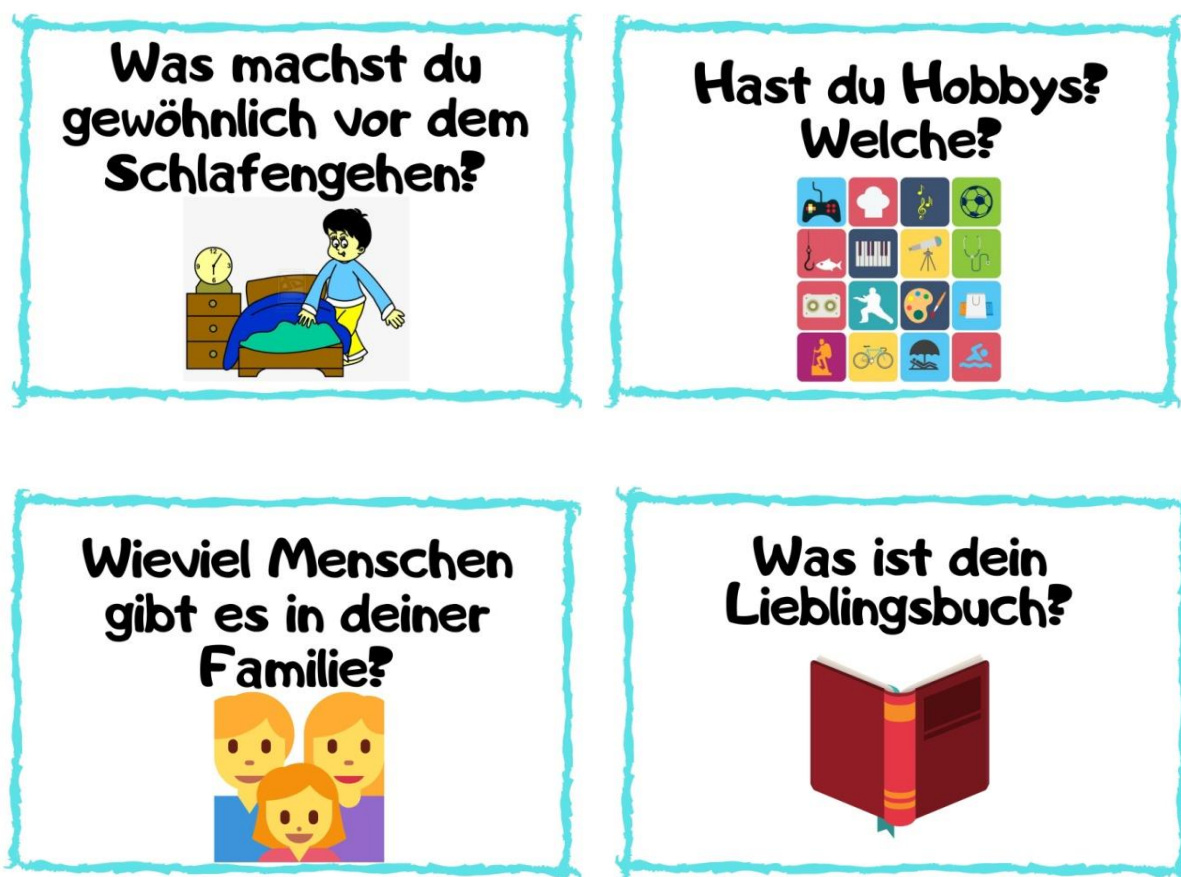 Was machst du
gewöhnlich vor dem
Schlafengehen?
Hast du Hobbys?
Welche?
Wieviel Menschen
gibt es in deiner
Familie?
Was ist dein
Lieblingsbuch?